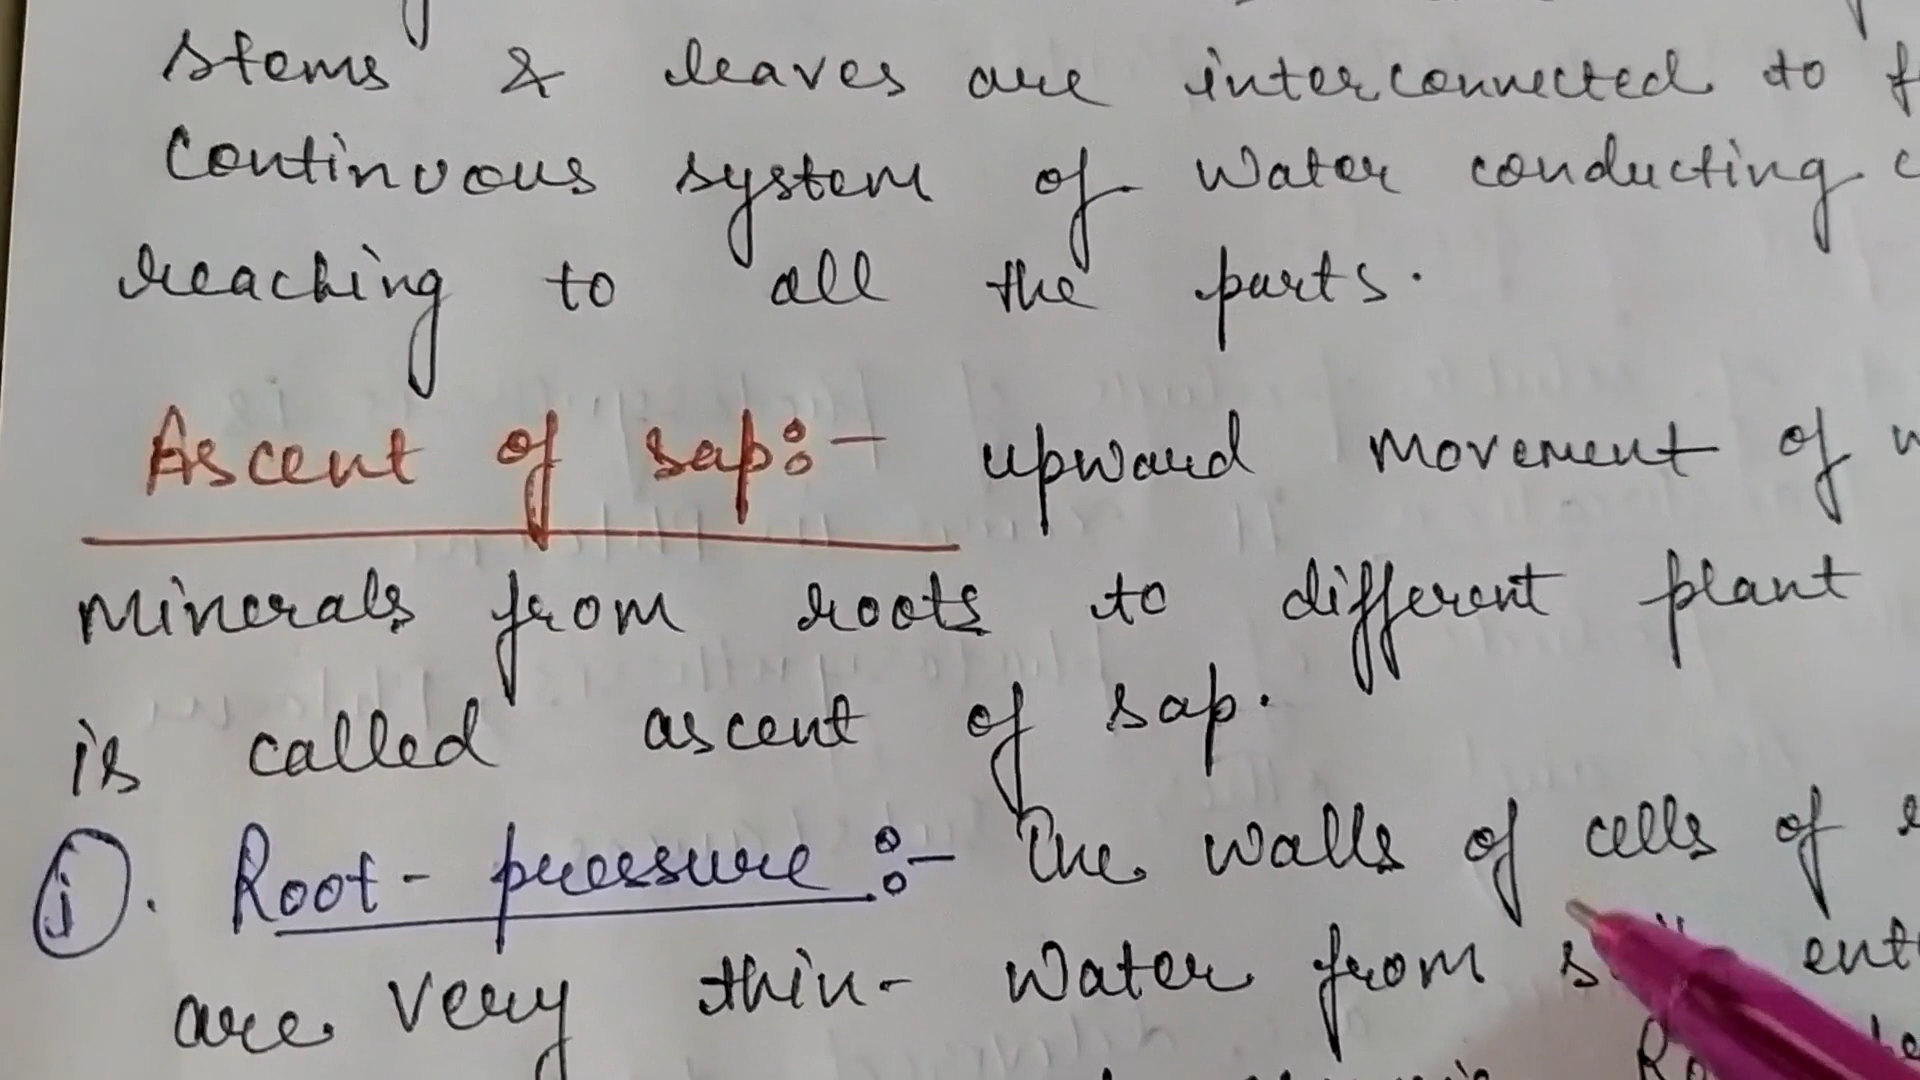 stems & leaves are interconnected to
Continuous system of water conducting
reaching to all the parts.
Ascent of sap:- upward movement of
minerals from roots to different plant
is called ascent of sap.
(i). Root-pressure :- The walls of cells of
are very thin- water from